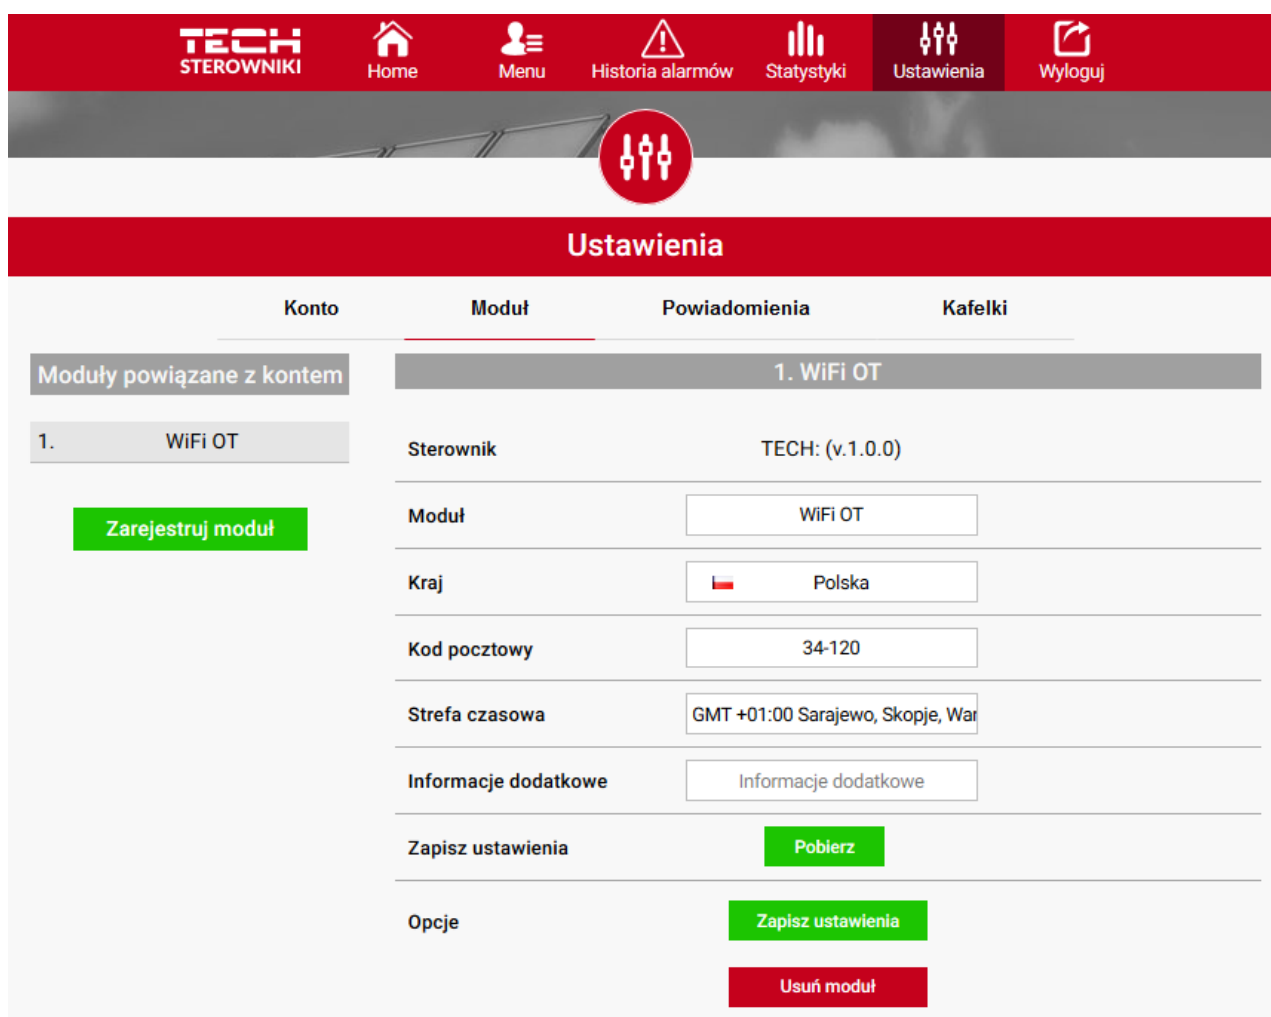 TECH
STEROWNIKI
Home
Menu
Historia alarmów
Statystyki
Ustawienia
Wyloguj
Ustawienia
Konto
Moduł
Powiadomienia
Kafelki
Moduły powiązane z kontem
1. WiFi OT
Zarejestruj moduł
1. WiFi OT
Sterownik TECH: (v.1.0.0)
Moduł WiFi OT
Kraj Polska
Kod pocztowy 34-120
Strefa czasowa GMT +01:00 Sarajewo, Skopje, War
Informacje dodatkowe Informacje dodatkowe
Zapisz ustawienia Pobierz
Opcje Zapisz ustawienia
Usuń moduł